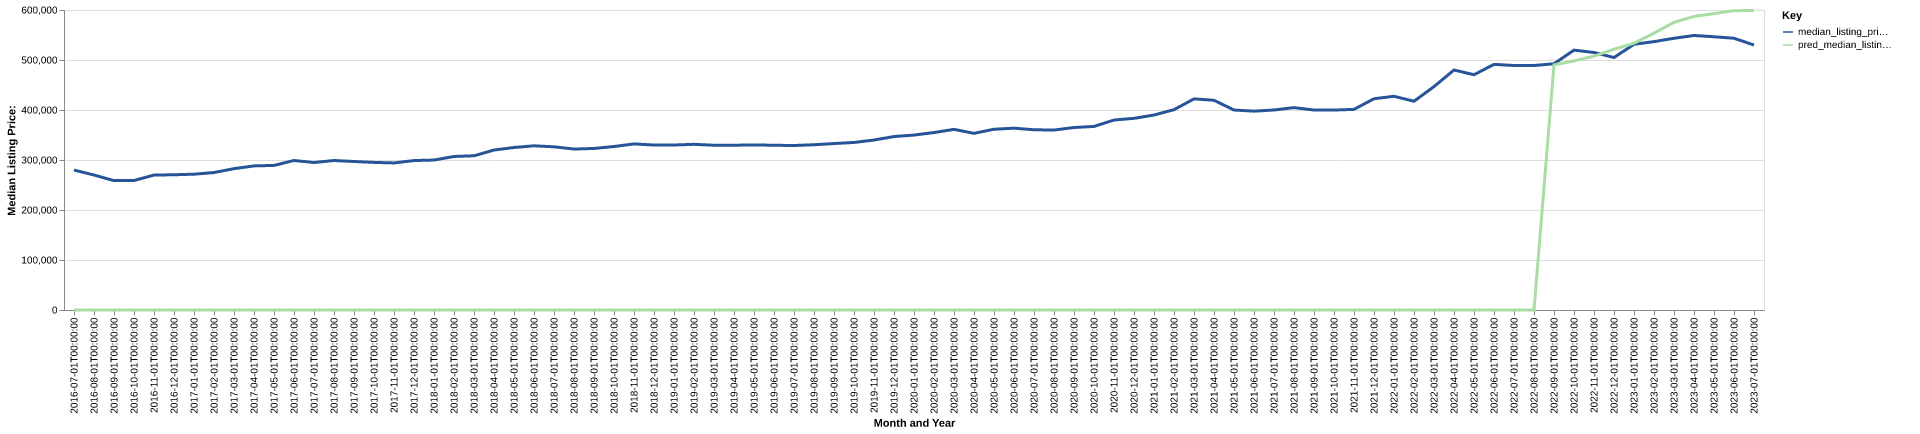 600,000
500,000
400,000
300,000
200,000
100,000
0
Median Listing Price:
2016-07-01T00:00:00
2016-08-01T00:00:00
2016-09-01T00:00:00
2016-10-01T00:00:00
2016-11-01T00:00:00
2016-12-01T00:00:00
2017-01-01T00:00:00
2017-02-01T00:00:00
2017-03-01T00:00:00
2017-04-01T00:00:00
2017-05-01T00:00:00
2017-06-01T00:00:00
2017-07-01T00:00:00
2017-08-01T00:00:00
2017-09-01T00:00:00
2017-10-01T00:00:00
2017-11-01T00:00:00
2017-12-01T00:00:00
2018-01-01T00:00:00
2018-02-01T00:00:00
2018-03-01T00:00:00
2018-04-01T00:00:00
2018-05-01T00:00:00
2018-06-01T00:00:00
2018-07-01T00:00:00
2018-08-01T00:00:00
2018-09-01T00:00:00
2018-10-01T00:00:00
2018-11-01T00:00:00
2018-12-01T00:00:00
2019-01-01T00:00:00
2019-02-01T00:00:00
2019-03-01T00:00:00
2019-04-01T00:00:00
2019-05-01T00:00:00
2019-06-01T00:00:00
2019-07-01T00:00:00
2019-08-01T00:00:00
2019-09-01T00:00:00
2019-10-01T00:00:00
2019-11-01T00:00:00
2019-12-01T00:00:00
2020-01-01T00:00:00
2020-02-01T00:00:00
2020-03-01T00:00:00
2020-04-01T00:00:00
2020-05-01T00:00:00
2020-06-01T00:00:00
2020-07-01T00:00:00
2020-08-01T00:00:00
2020-09-01T00:00:00
2020-10-01T00:00:00
2020-11-01T00:00:00
2020-12-01T00:00:00
2021-01-01T00:00:00
2021-02-01T00:00:00
2021-03-01T00:00:00
2021-04-01T00:00:00
2021-05-01T00:00:00
2021-06-01T00:00:00
2021-07-01T00:00:00
2021-08-01T00:00:00
2021-09-01T00:00:00
2021-10-01T00:00:00
2021-11-01T00:00:00
2021-12-01T00:00:00
2022-01-01T00:00:00
2022-02-01T00:00:00
2022-03-01T00:00:00
2022-04-01T00:00:00
2022-05-01T00:00:00
2022-06-01T00:00:00
2022-07-01T00:00:00
2022-08-01T00:00:00
2022-09-01T00:00:00
2022-10-01T00:00:00
2022-11-01T00:00:00
2022-12-01T00:00:00
2023-01-01T00:00:00
2023-02-01T00:00:00
2023-03-01T00:00:00
2023-04-01T00:00:00
2023-05-01T00:00:00
2023-06-01T00:00:00
2023-07-01T00:00:00
Month and Year
Key
median_listing_pri…
pred_median_listin…